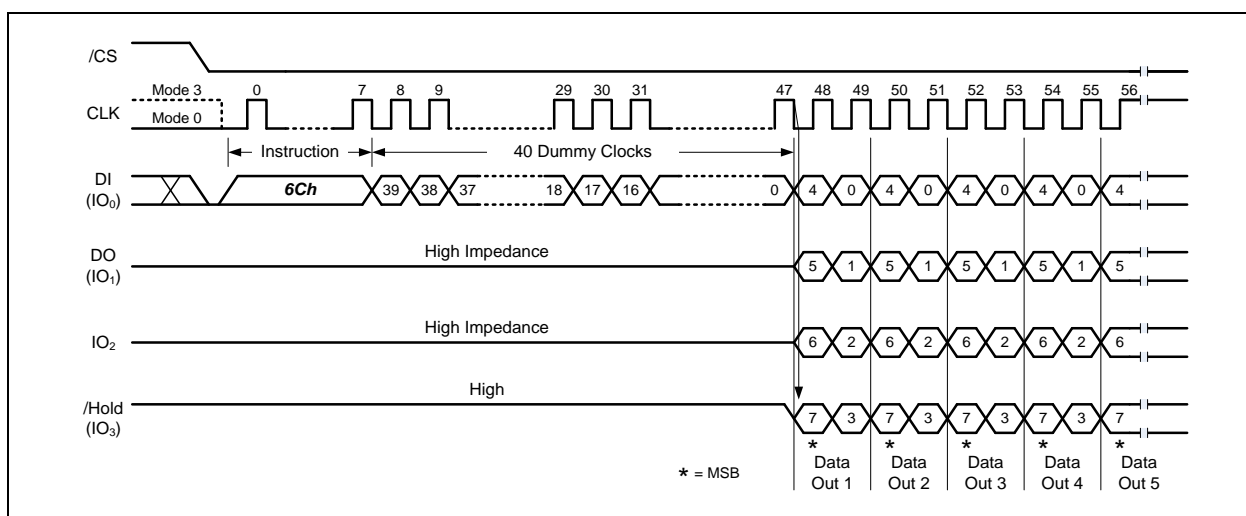 /CS
Mode 3
0 7 8 9 29 30 31 47 48 49 50 51 52 53 54 55 56
CLK
Mode 0
Instruction 40 Dummy Clocks
DI
(IO₀)
6Ch 39 38 37 18 17 16 0 4 0 4 0 4 0 4 0 4
DO
(IO₁)
High Impedance
5 1 5 1 5 1 5 1 5
IO₂
High Impedance
6 2 6 2 6 2 6 2 6
/Hold
(IO₃)
High
7 3 7 3 7 3 7 3 7
* * * * *
* = MSB
Data Data Data Data Data
Out 1 Out 2 Out 3 Out 4 Out 5